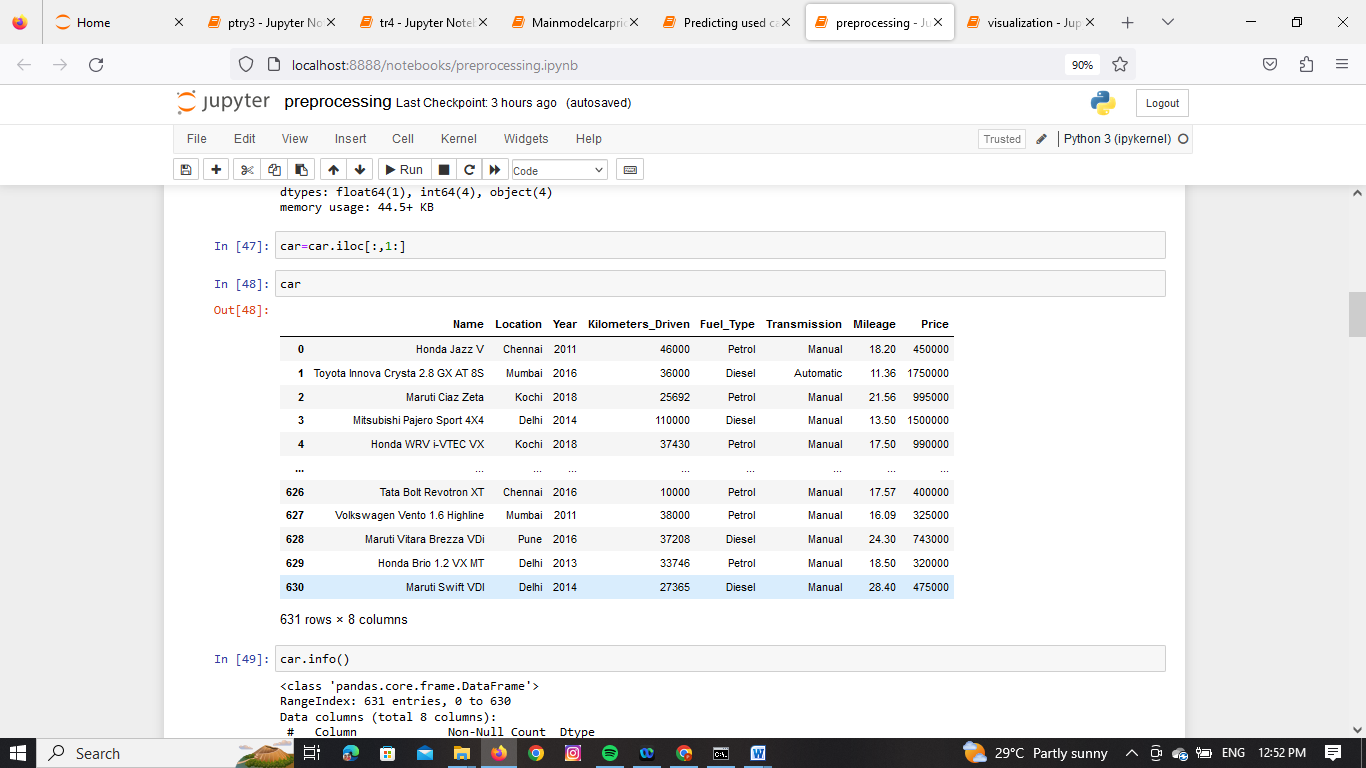 Home
ptry3 - Jupyter No
tr4 - Jupyter Note
Mainmodelcarpric
Predicting used ca
preprocessing - Ju
visualization - Jup
localhost:8888/notebooks/preprocessing.ipynb
90%
jupyter preprocessing Last Checkpoint: 3 hours ago (autosaved)
Logout
File Edit View Insert Cell Kernel Widgets Help
Trusted
Python 3 (ipykernel)
Run
Code
dtypes: float64(1), int64(4), object(4)
memory usage: 44.5+ KB
In [47]: car=car.iloc[:,1:]
In [48]: car
Out[48]:
Name Location Year Kilometers_Driven Fuel_Type Transmission Mileage Price
0 Honda Jazz V Chennai 2011 46000 Petrol Manual 18.20 450000
1 Toyota Innova Crysta 2.8 GX AT 8S Mumbai 2016 36000 Diesel Automatic 11.36 1750000
2 Maruti Ciaz Zeta Kochi 2018 25692 Petrol Manual 21.56 995000
3 Mitsubishi Pajero Sport 4X4 Delhi 2014 110000 Diesel Manual 13.50 1500000
4 Honda WRV i-VTEC VX Kochi 2018 37430 Petrol Manual 17.50 990000
... ... ... ... ... ... ... ... ...
626 Tata Bolt Revotron XT Chennai 2016 10000 Petrol Manual 17.57 400000
627 Volkswagen Vento 1.6 Highline Mumbai 2011 38000 Petrol Manual 16.09 325000
628 Maruti Vitara Brezza VDi Pune 2016 37208 Diesel Manual 24.30 743000
629 Honda Brio 1.2 VX MT Delhi 2013 33746 Petrol Manual 18.50 320000
630 Maruti Swift VDI Delhi 2014 27365 Diesel Manual 28.40 475000
631 rows × 8 columns
In [49]: car.info()
<class 'pandas.core.frame.DataFrame'>
RangeIndex: 631 entries, 0 to 630
Data columns (total 8 columns):
# Column Non-Null Count Dtype
Search
29°C Partly sunny
ENG
12:52 PM